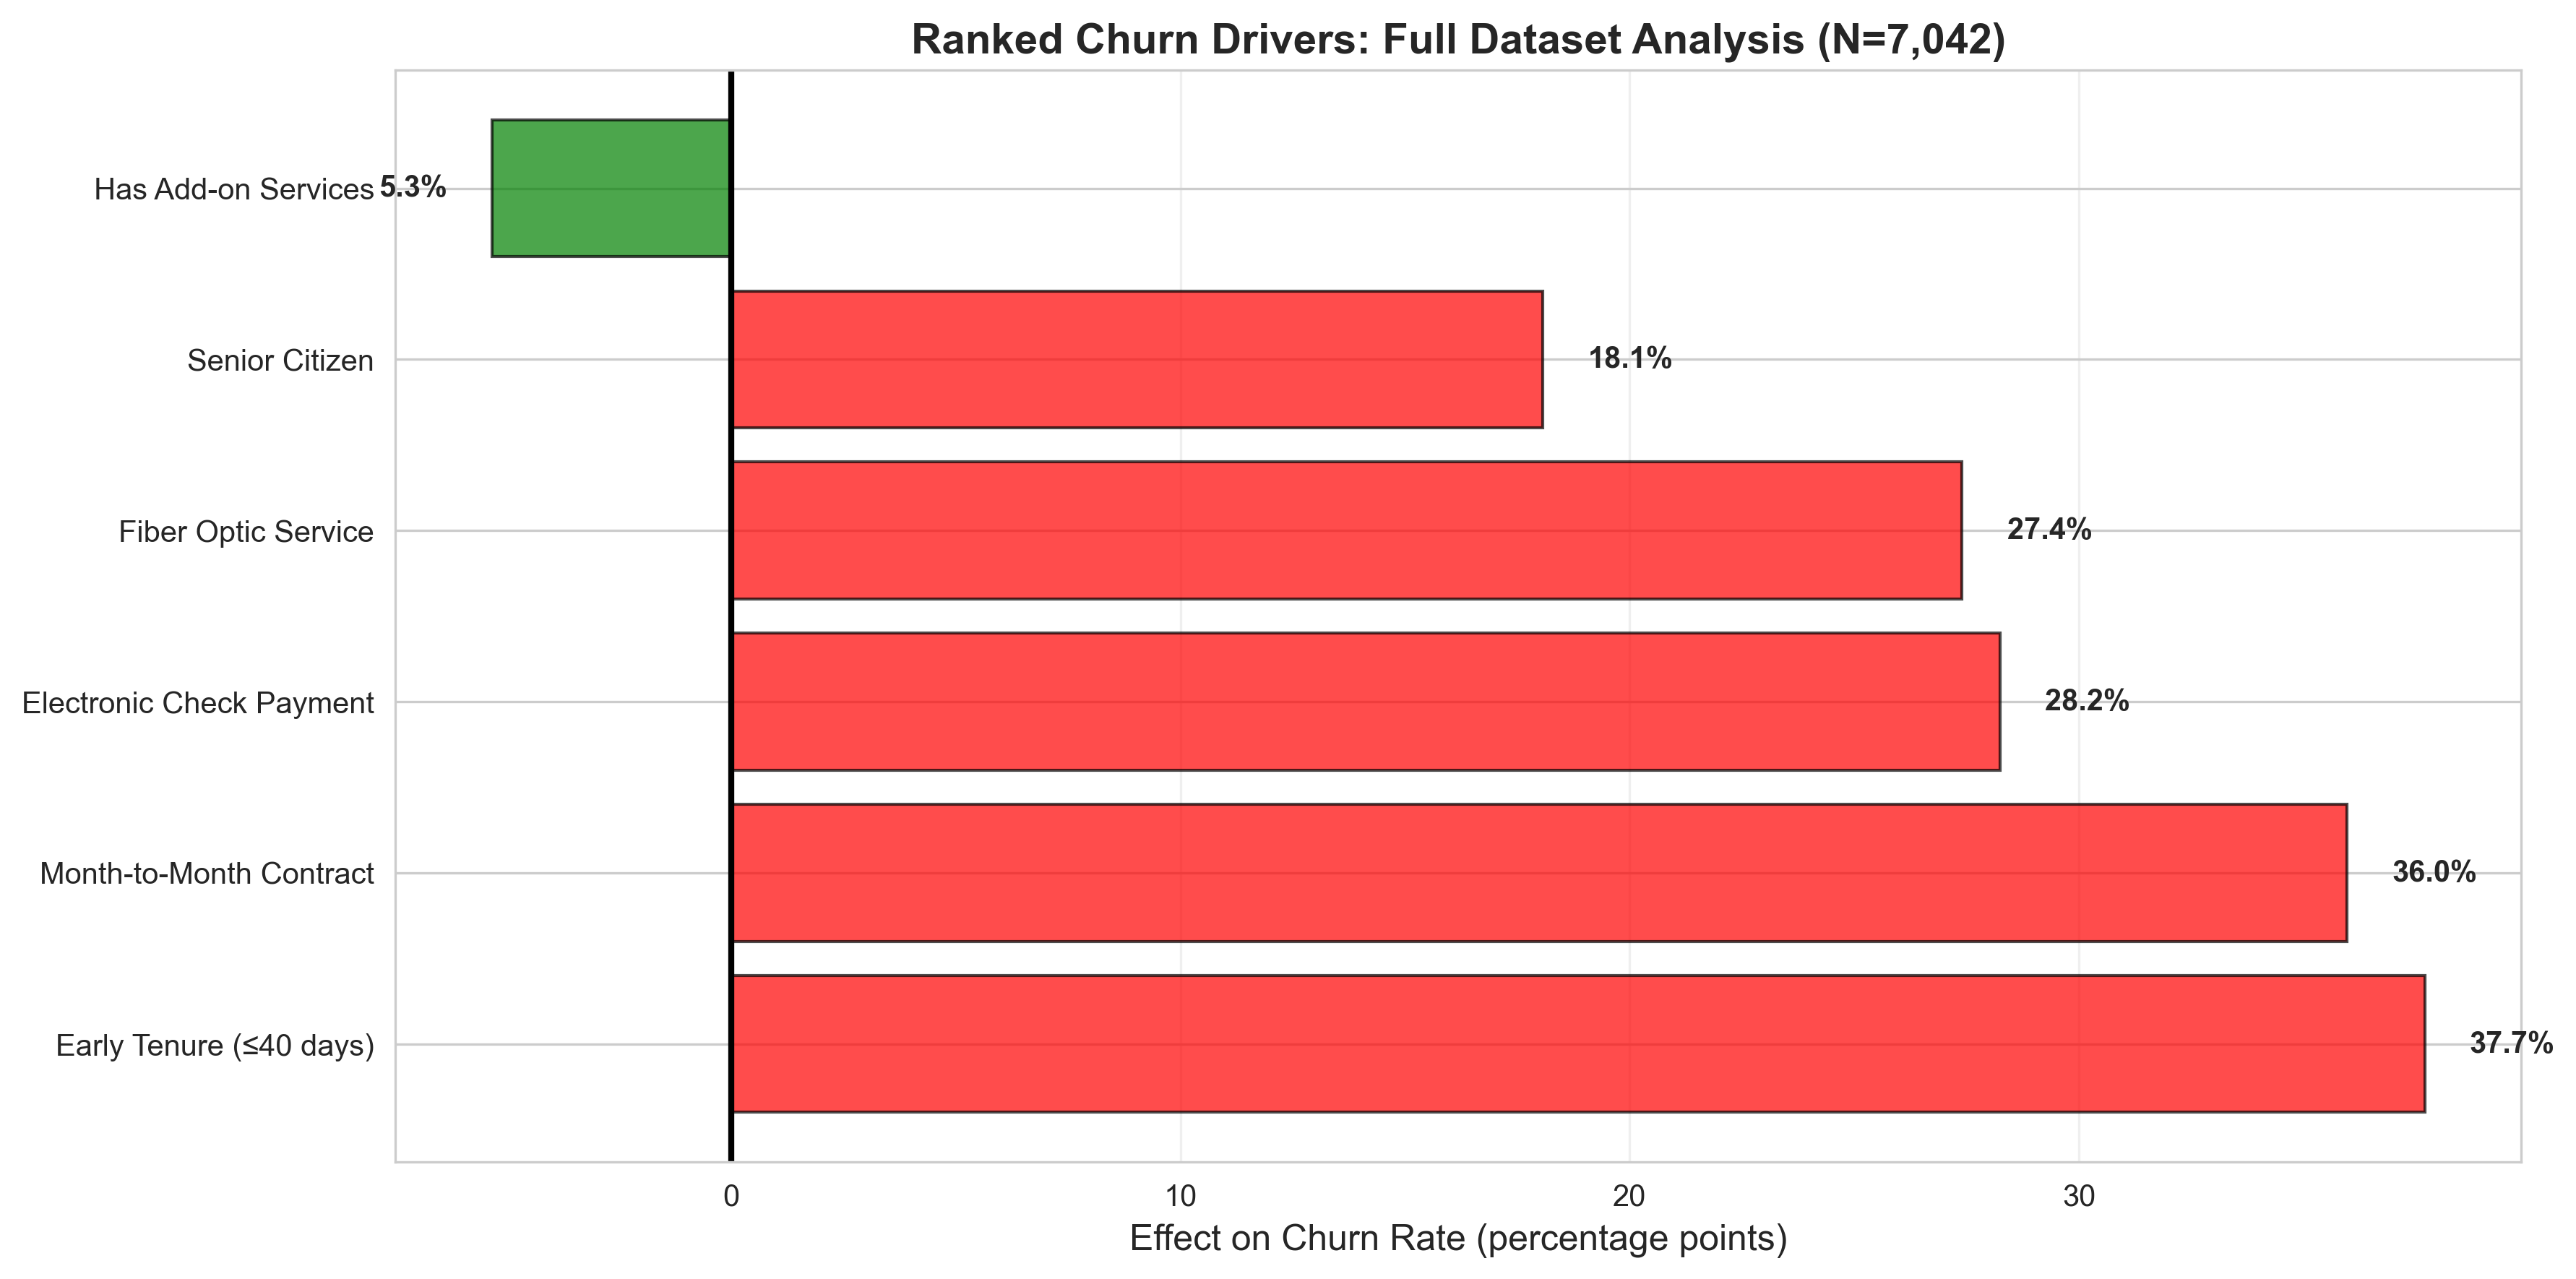 Ranked Churn Drivers: Full Dataset Analysis (N=7,042)
Has Add-on Services 5.3%
Senior Citizen 18.1%
Fiber Optic Service 27.4%
Electronic Check Payment 28.2%
Month-to-Month Contract 36.0%
Early Tenure (≤40 days) 37.7%
0 10 20 30
Effect on Churn Rate (percentage points)